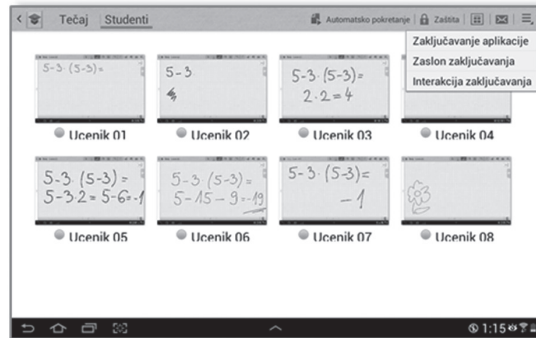 Tečaj Studenti Automatsko pokretanje Zaštita
Zaključavanje aplikacije
Zaslon zaključavanja
Interakcija zaključavanja
5-3·(5-3)=
Ucenik 01
5-3
Ucenik 02
5-3·(5-3)=
2·2=4
Ucenik 03
Ucenik 04
5-3·(5-3)=
5-3·2=5-6=-1
Ucenik 05
5-3·(5-3)=
5-15-9=-19
Ucenik 06
5-3·(5-3)=
-1
Ucenik 07
Ucenik 08
1:15